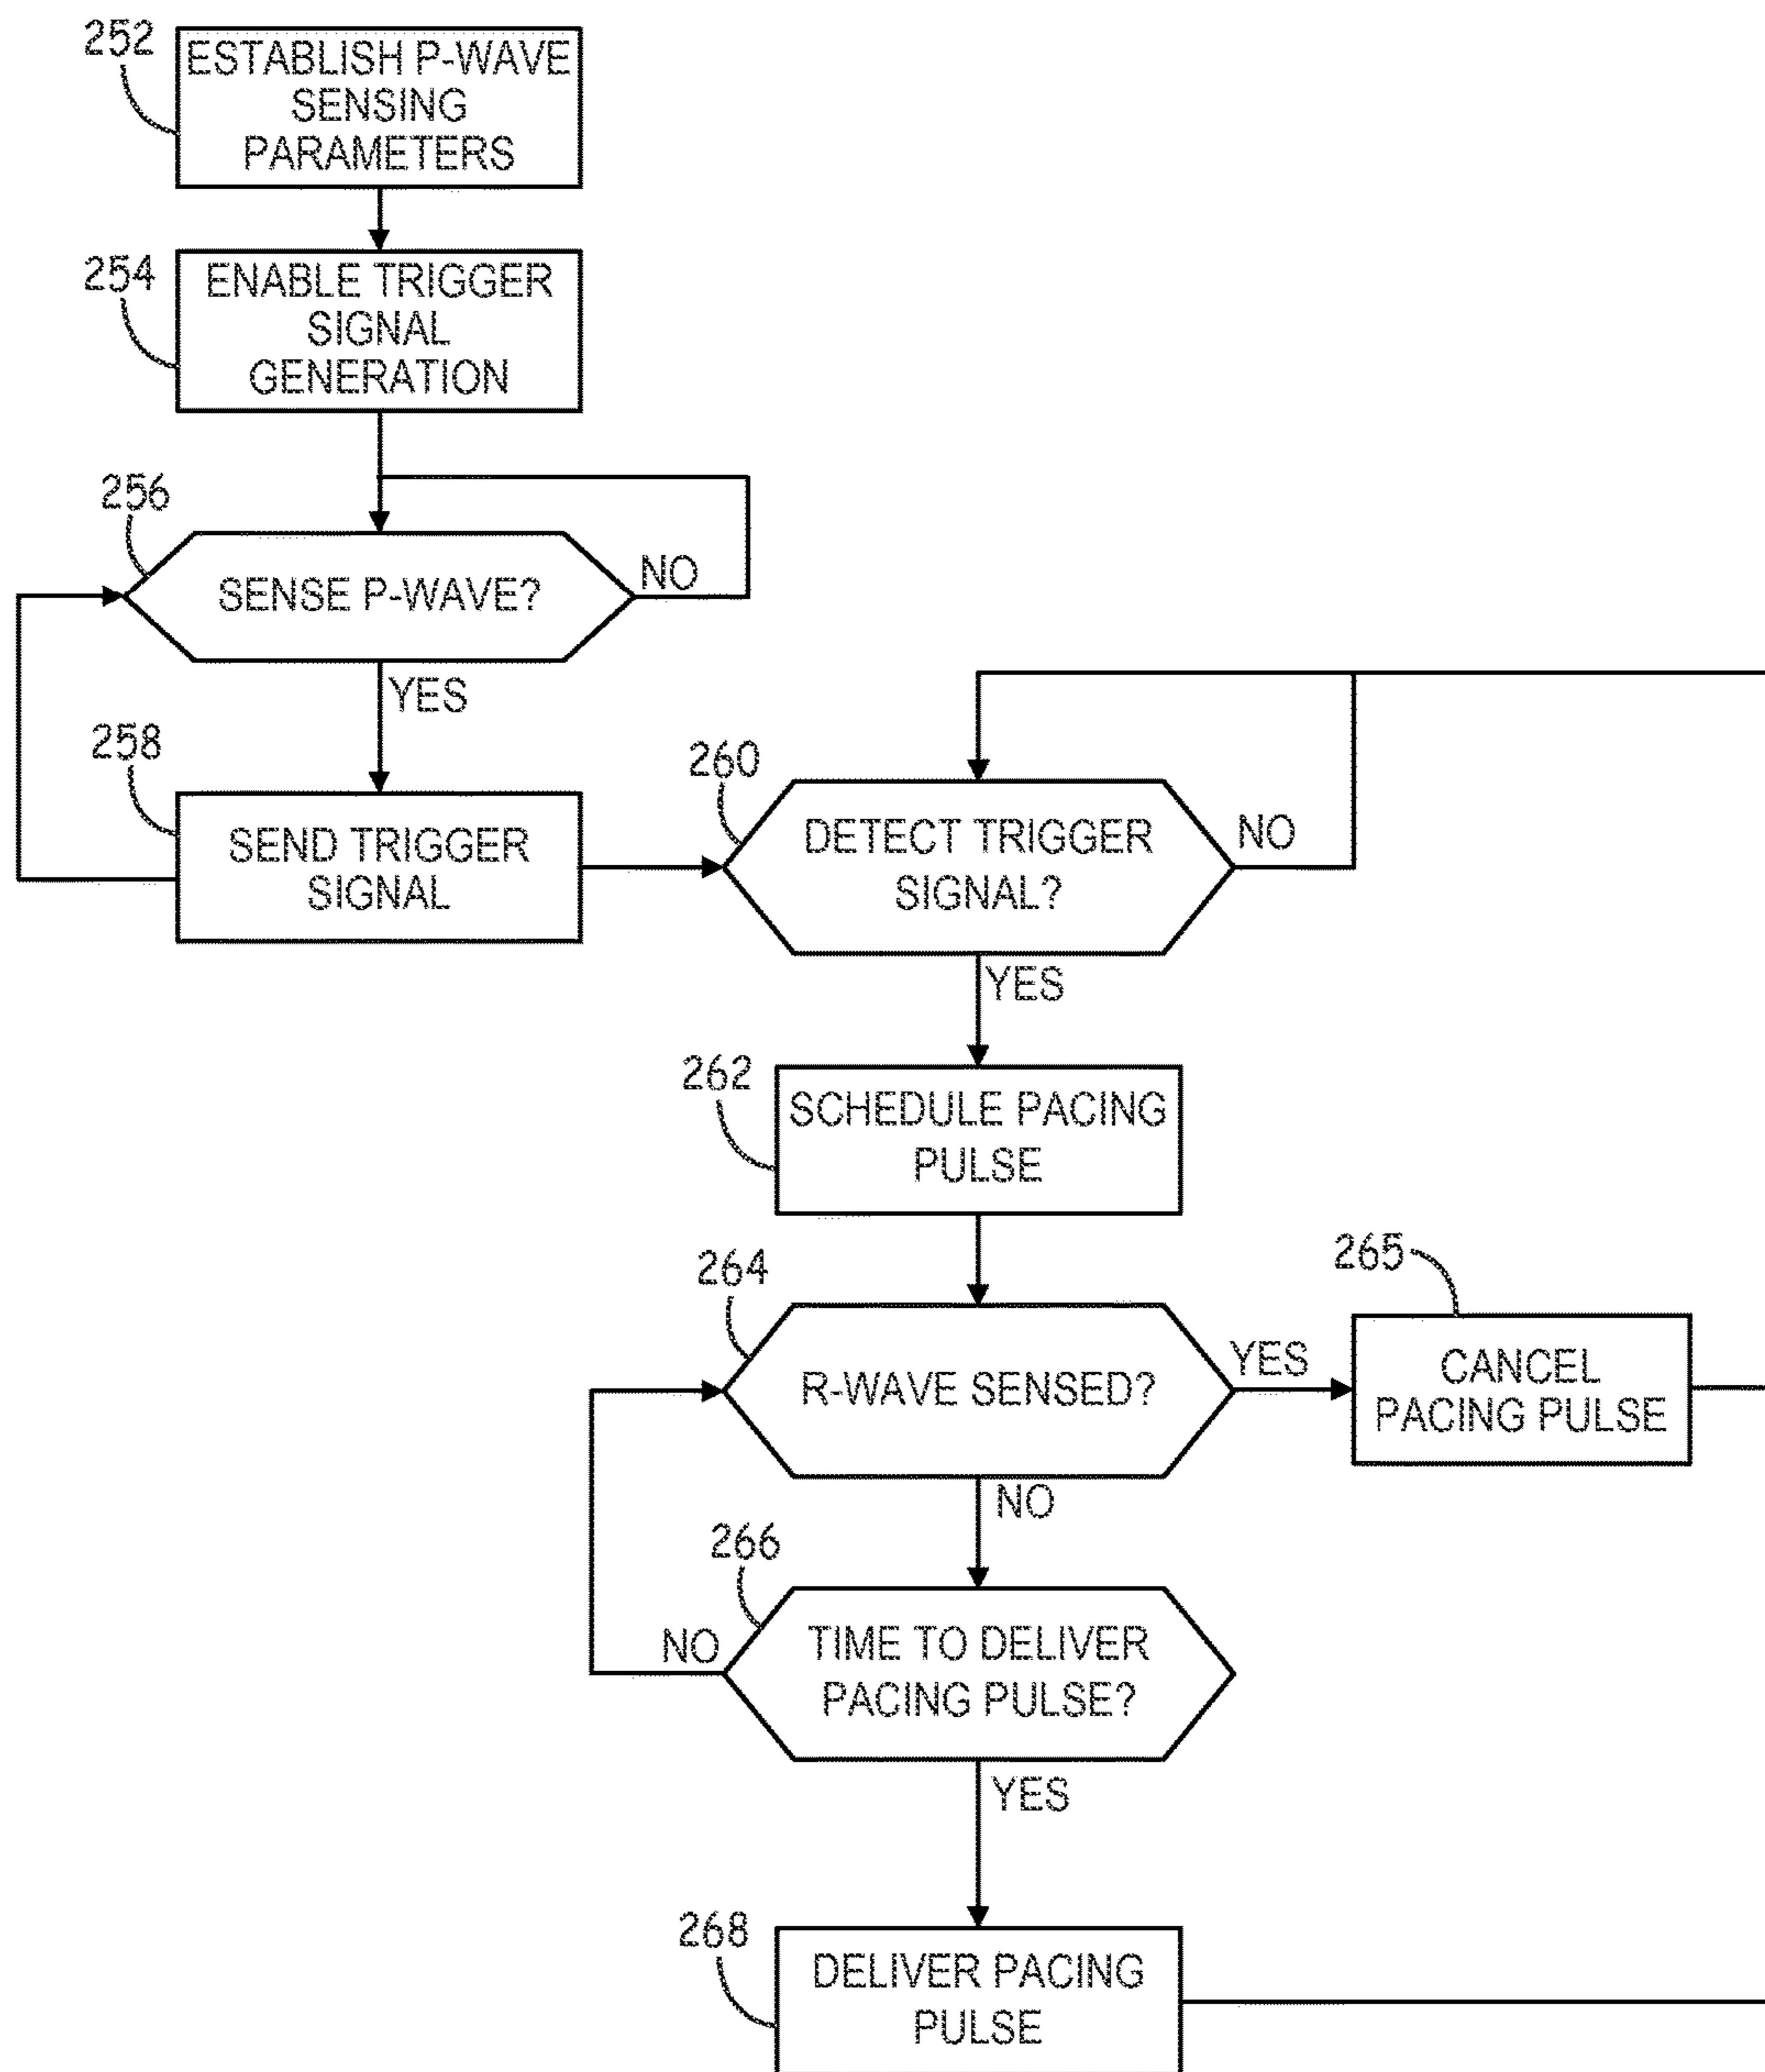 252
ESTABLISH P-WAVE
SENSING
PARAMETERS
254
ENABLE TRIGGER
SIGNAL
GENERATION
256
SENSE P-WAVE?
NO
YES
258
SEND TRIGGER
SIGNAL
260
DETECT TRIGGER
SIGNAL?
NO
YES
262
SCHEDULE PACING
PULSE
264
R-WAVE SENSED?
YES
265
CANCEL
PACING PULSE
NO
266
TIME TO DELIVER
PACING PULSE?
NO
YES
268
DELIVER PACING
PULSE